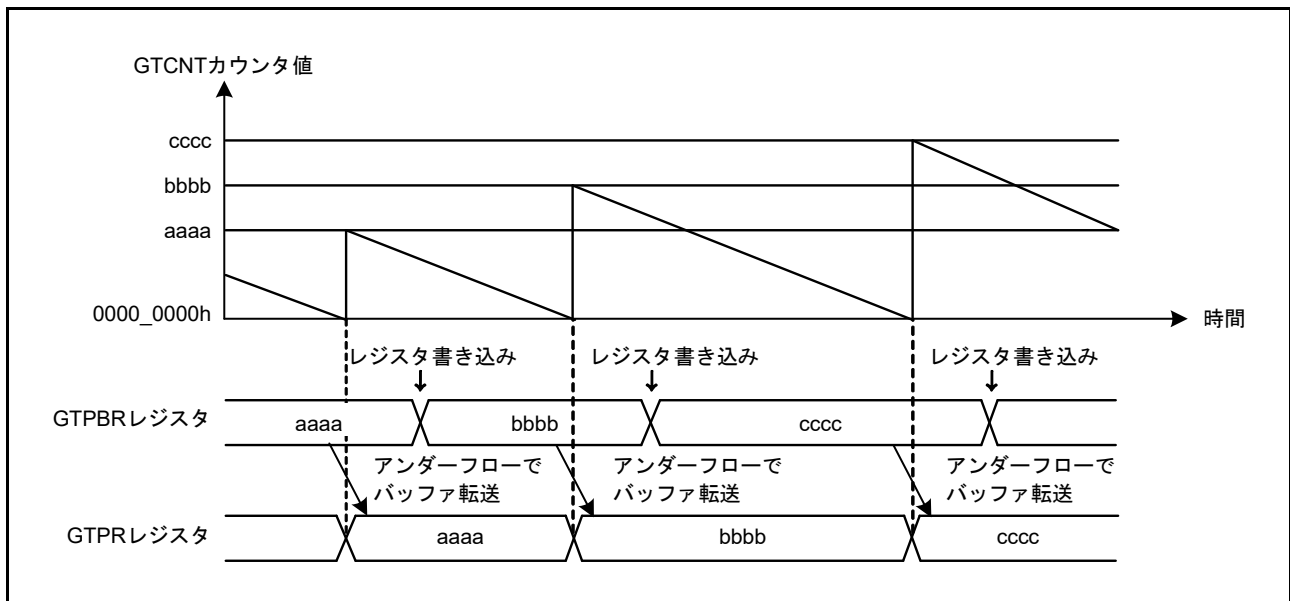 GTCNTカウンタ値
cccc
bbbb
aaaa
0000_0000h
時間
レジスタ書き込み レジスタ書き込み レジスタ書き込み
GTPBRレジスタ aaaa bbbb cccc
アンダーフローで アンダーフローで アンダーフローで
バッファ転送 バッファ転送 バッファ転送
GTPRレジスタ aaaa bbbb cccc